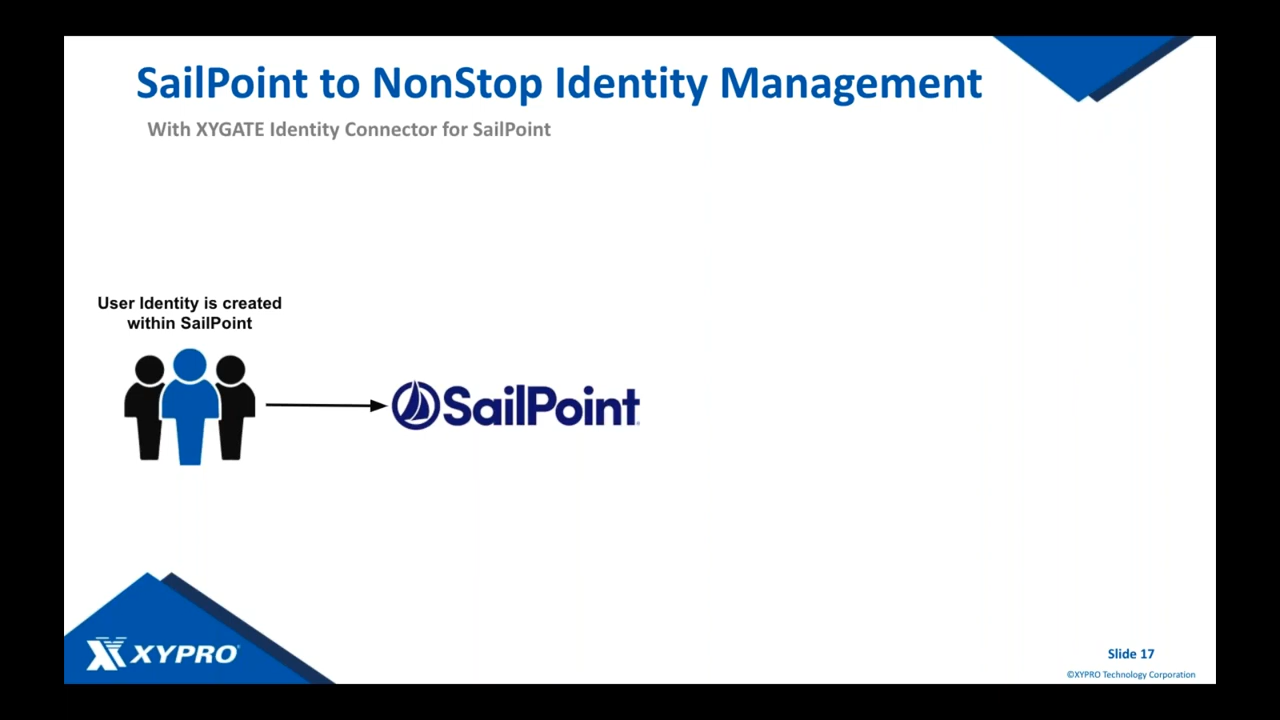 SailPoint to NonStop Identity Management
With XYGATE Identity Connector for SailPoint
User Identity is created
within SailPoint
SailPoint
XYPRO
Slide 17
©XYPRO Technology Corporation